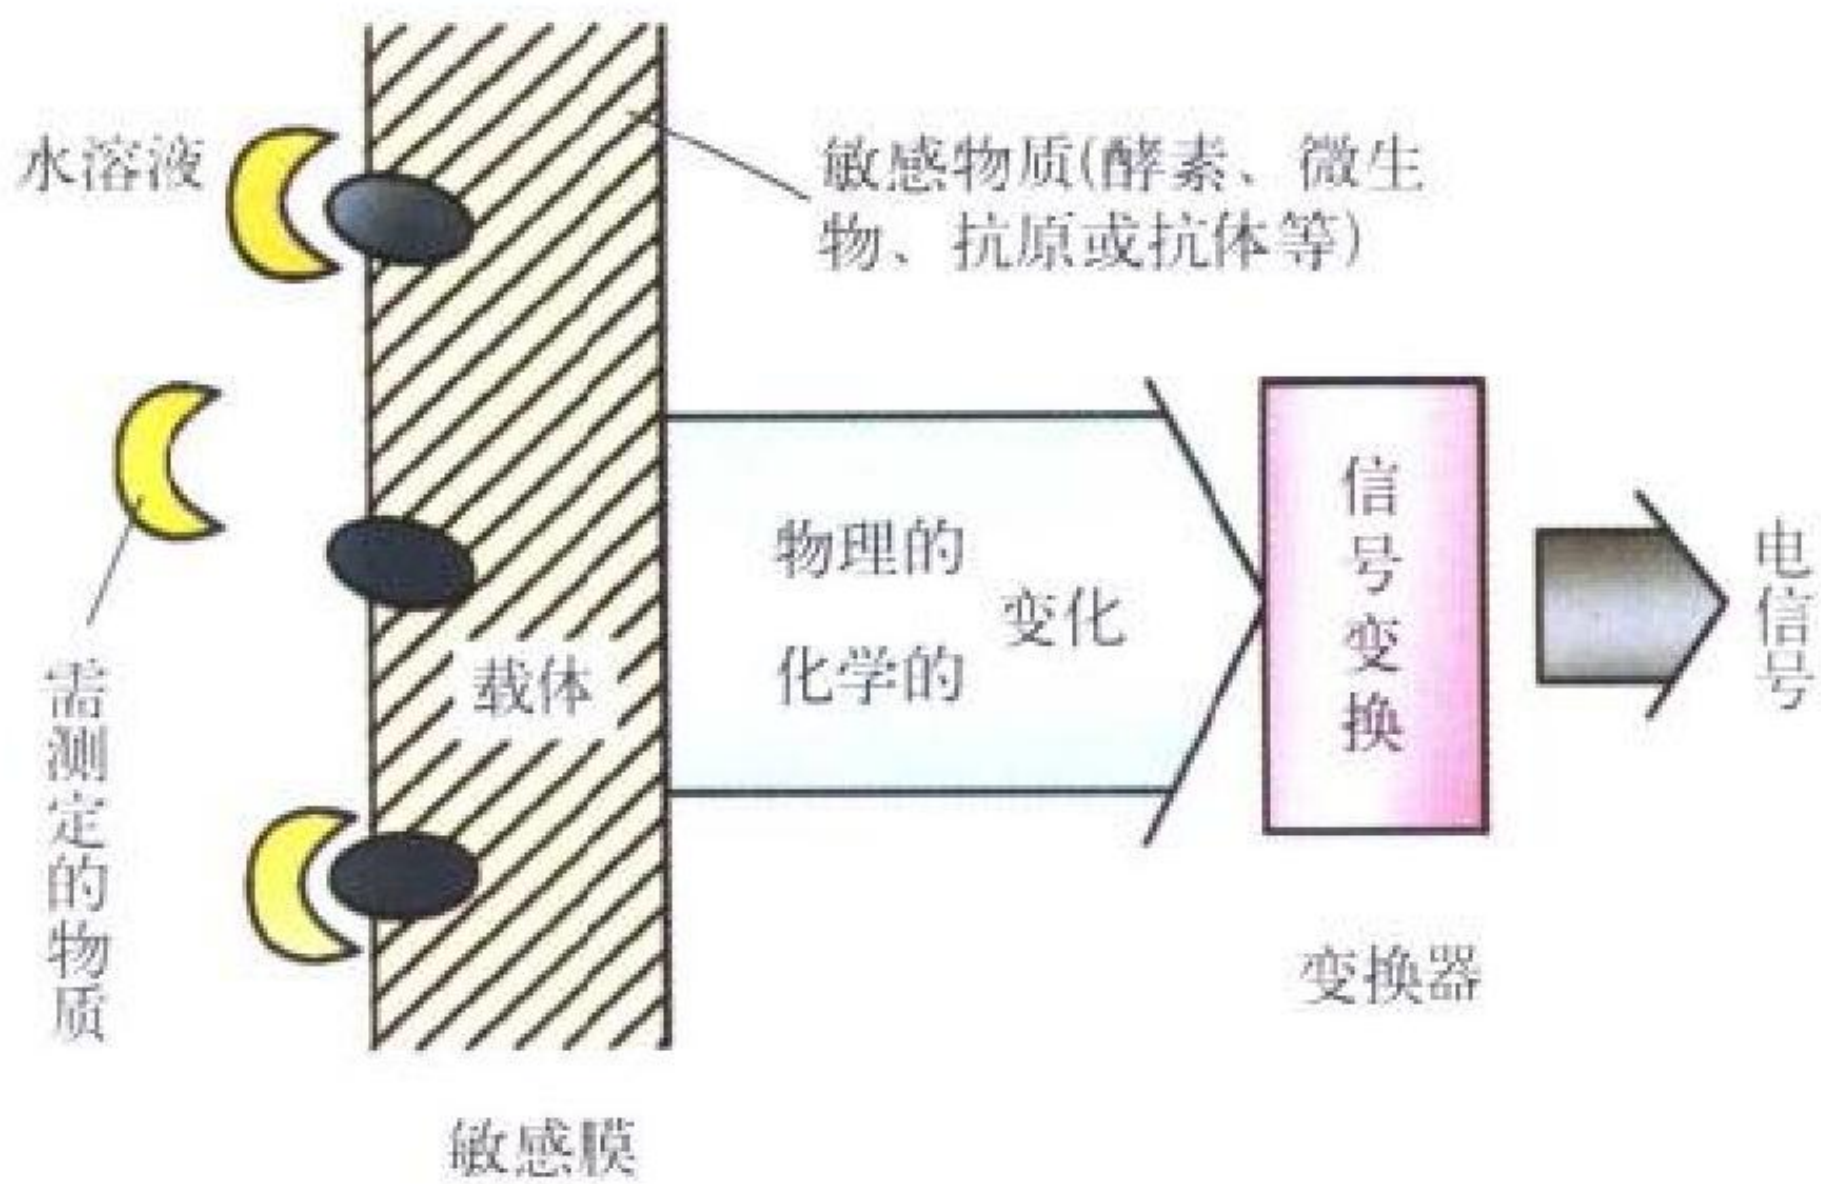 水溶液
敏感物质(酵素、微生
物、抗原或抗体等)
需测定的物质
载体
物理的
化学的
变化
信号变换
电信号
变换器
敏感膜